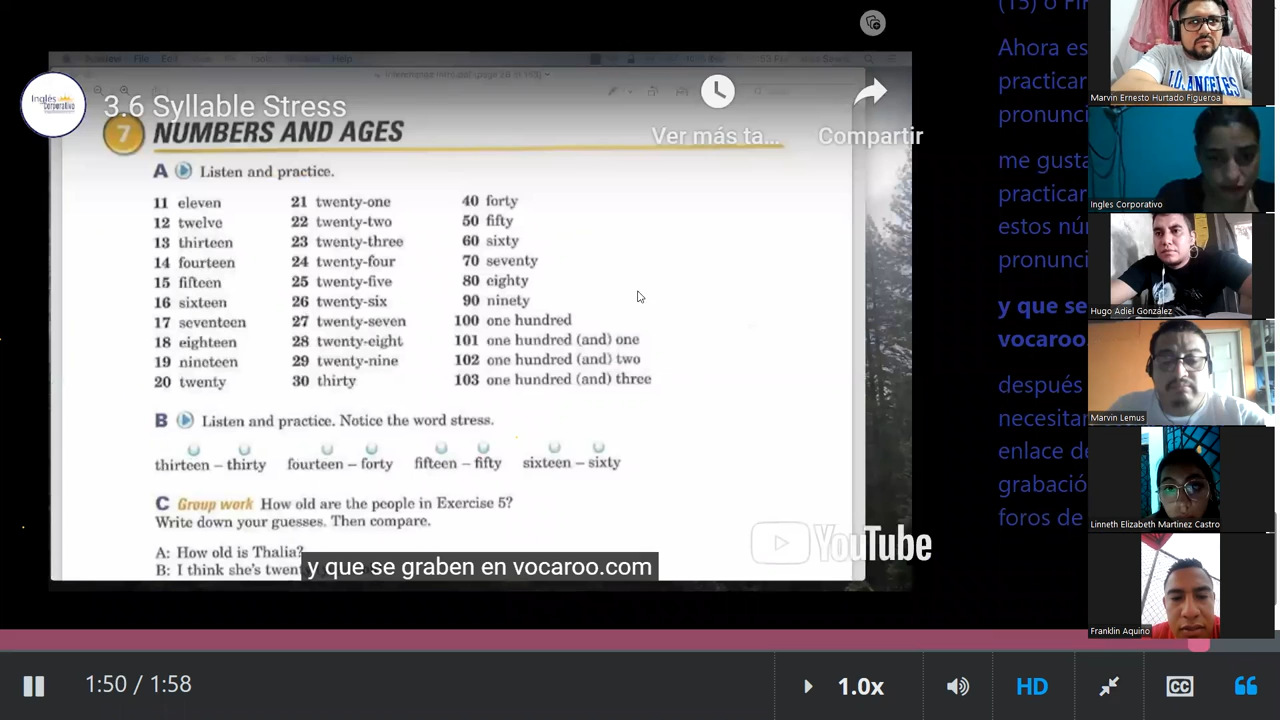 (15) o
Ahora es
practicar
pronunci
me gusta
practicar
estos nú
pronunci
y que se
vocaroo
después
necesitar
enlace de
grabació
foros de
Inglés
corporativo
3.6 Syllable Stress
Ver más ta...
Compartir
7 NUMBERS AND AGES
A Listen and practice.
11 eleven 21 twenty-one 40 forty
12 twelve 22 twenty-two 50 fifty
13 thirteen 23 twenty-three 60 sixty
14 fourteen 24 twenty-four 70 seventy
15 fifteen 25 twenty-five 80 eighty
16 sixteen 26 twenty-six 90 ninety
17 seventeen 27 twenty-seven 100 one hundred
18 eighteen 28 twenty-eight 101 one hundred (and) one
19 nineteen 29 twenty-nine 102 one hundred (and) two
20 twenty 30 thirty 103 one hundred (and) three
B Listen and practice. Notice the word stress.
thirteen – thirty fourteen – forty fifteen – fifty sixteen – sixty
C Group work How old are the people in Exercise 5?
Write down your guesses. Then compare.
A: How old is Thalia?
B: I think she's twent
y que se graben en vocaroo.com
YouTube
1:50 / 1:58
1.0x
HD
CC
LOS ANGELES
Marvin Ernesto Hurtado Figueroa
Ingles Corporativo
Hugo Adiel González
Marvin Lemus
Linneth Elizabeth Martinez Castro
Franklin Aquino